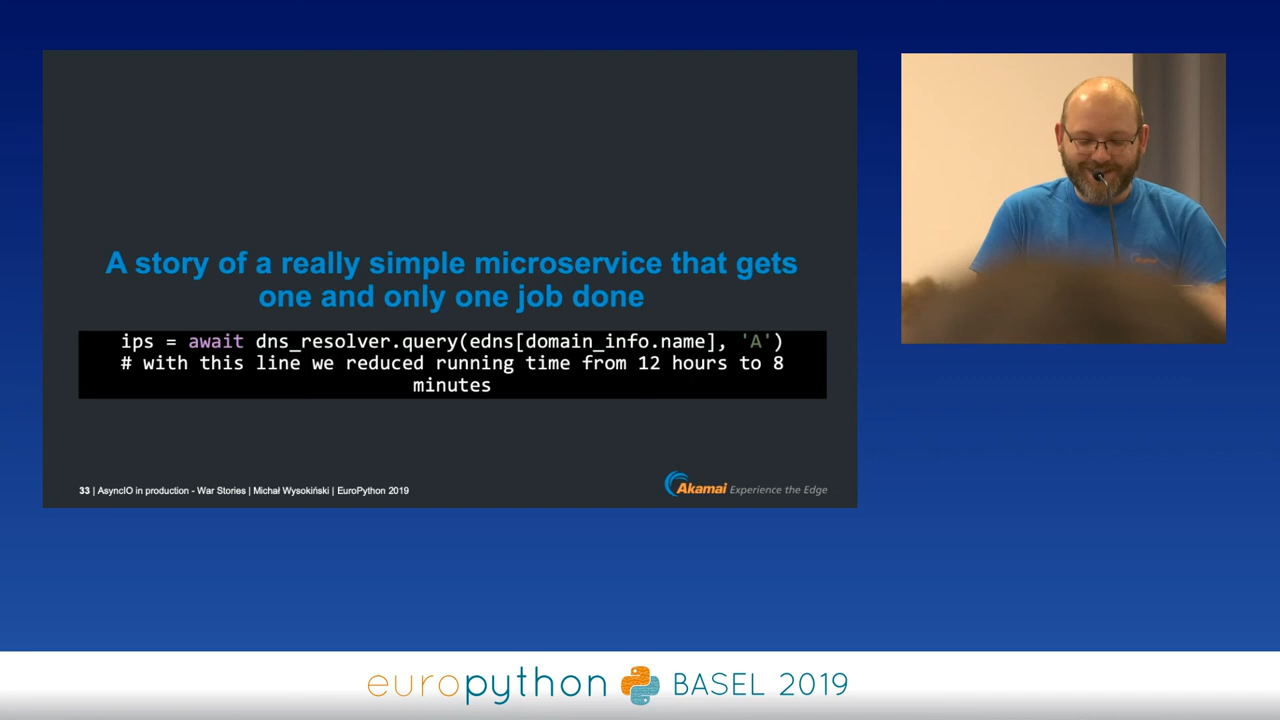 A story of a really simple microservice that gets
one and only one job done
ips = await dns_resolver.query(edns[domain_info.name], 'A')
# with this line we reduced running time from 12 hours to 8
minutes
33 | AsyncIO in production - War Stories | Michał Wysokiński | EuroPython 2019
Akamai Experience the Edge
Akamai
europython BASEL 2019